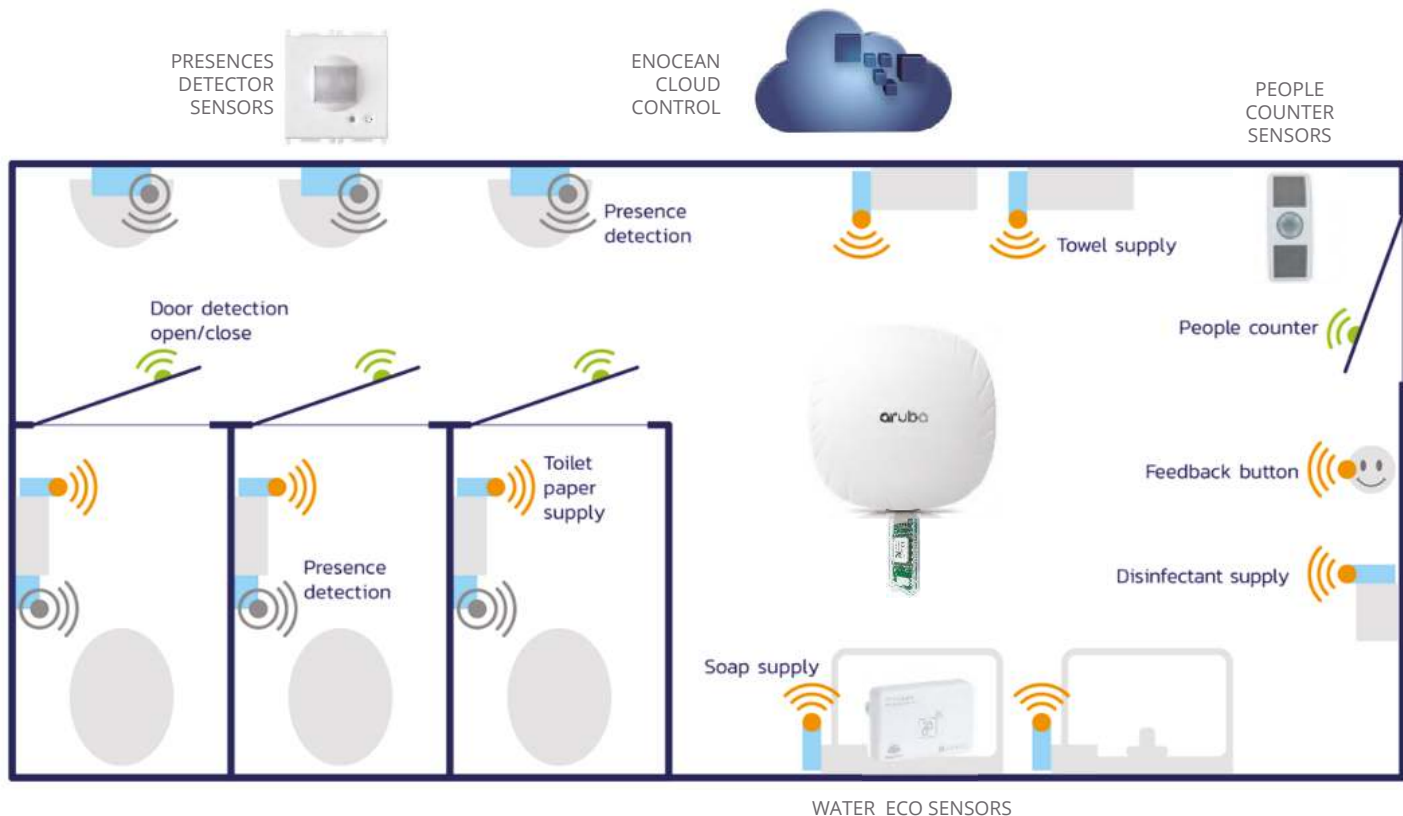 PRESENCES
DETECTOR
SENSORS
ENOCEAN
CLOUD
CONTROL
PEOPLE
COUNTER
SENSORS
Presence
detection
Towel supply
Door detection
open/close
People counter
aruba
Toilet
paper
supply
Feedback button
Presence
detection
Disinfectant supply
Soap supply
WATER ECO SENSORS